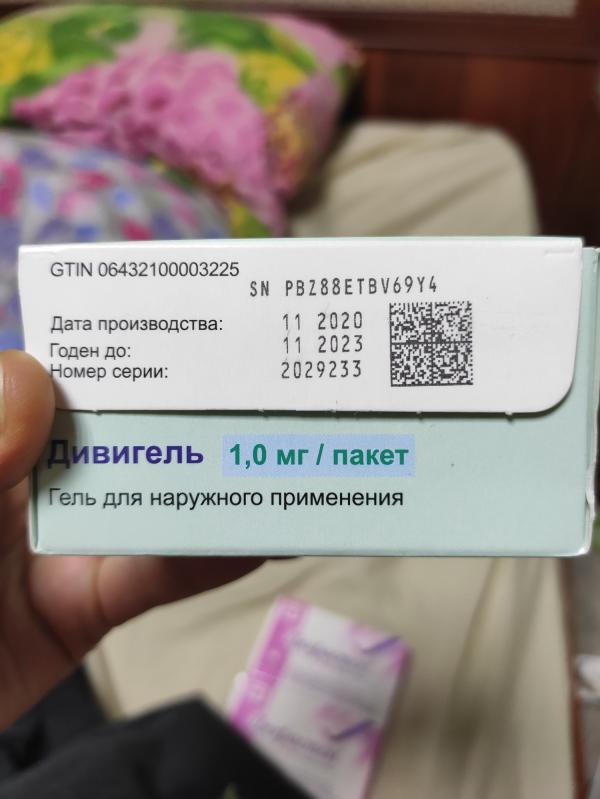 GTIN 06432100003225
SN PBZ88ETBV69Y4
Дата производства: 11 2020
Годен до: 11 2023
Номер серии: 2029233
Дивигель 1,0 мг / пакет
Гель для наружного применения